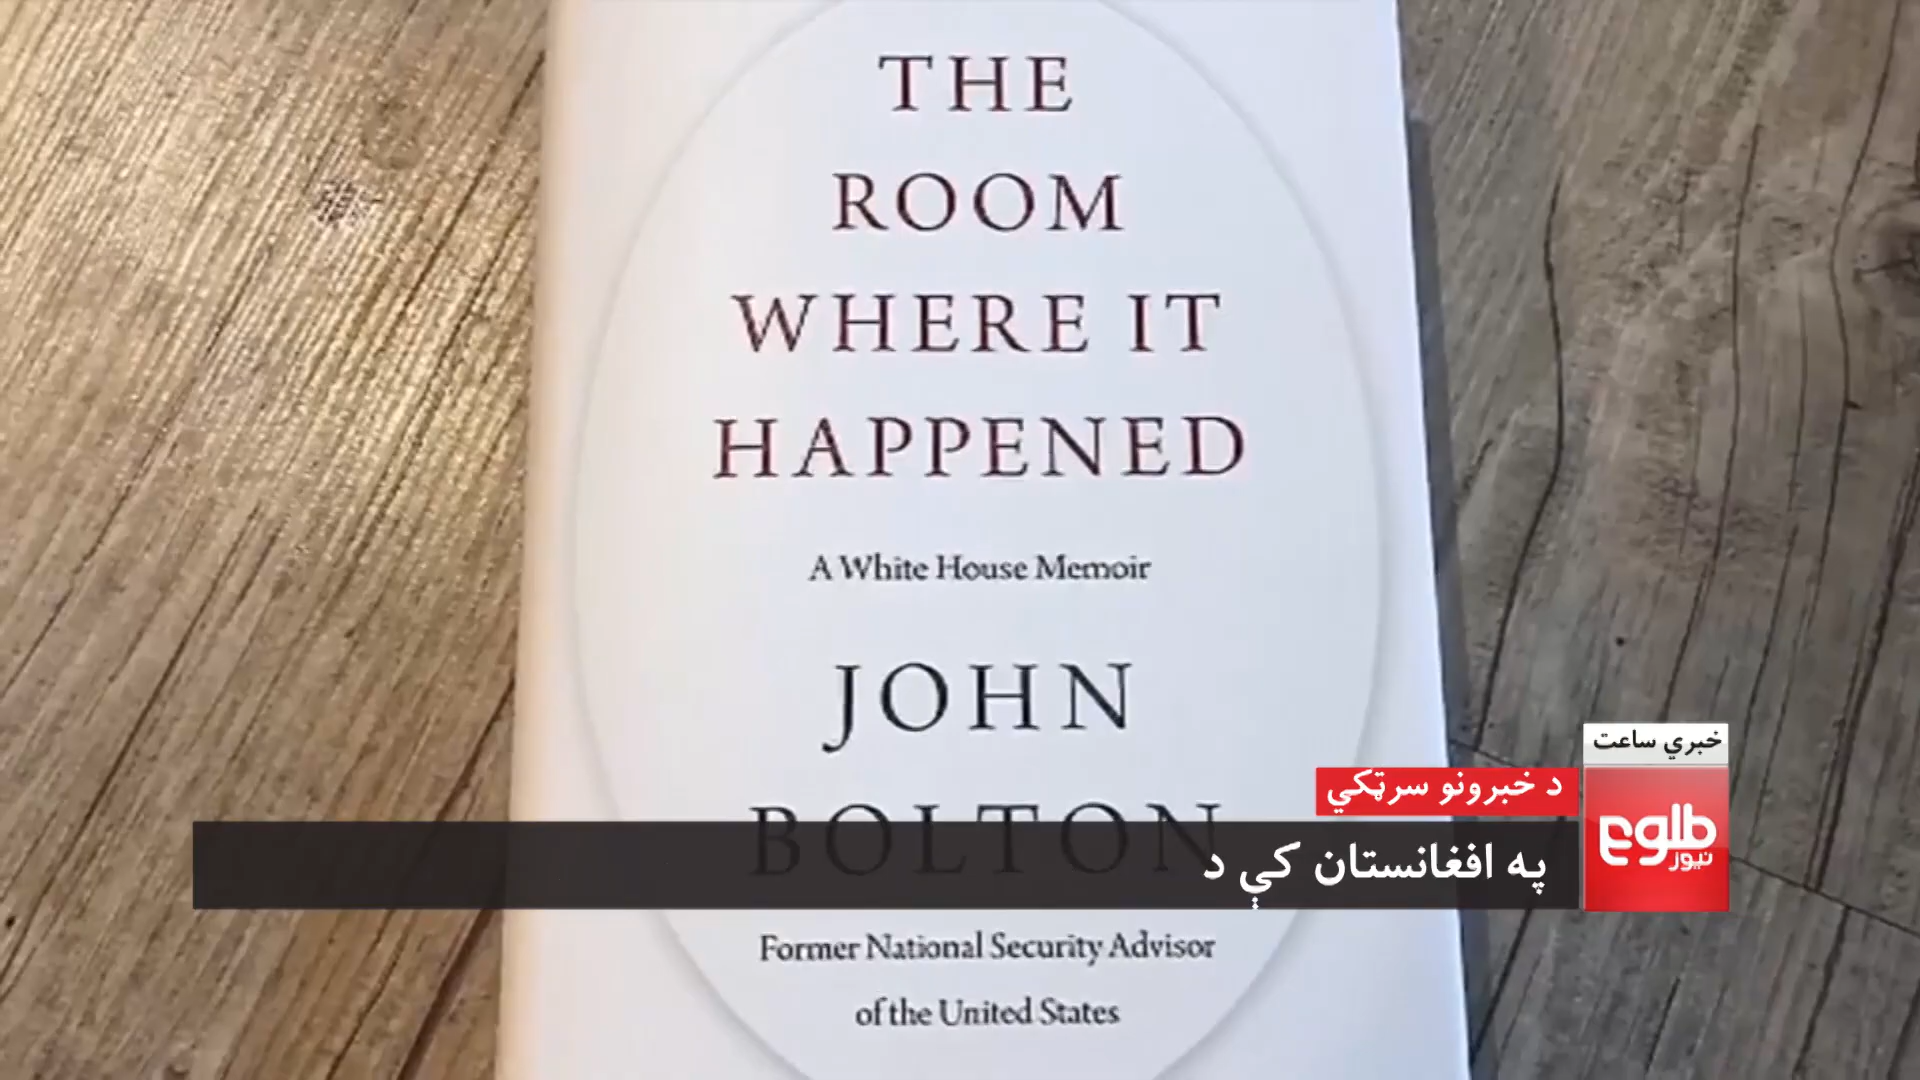 THE
ROOM
WHERE IT
HAPPENED
A White House Memoir
JOHN
BOLTON
Former National Security Advisor
of the United States
خبري ساعت
د خبرونو سرټکي
په افغانستان کې د
طلوع
نیوز